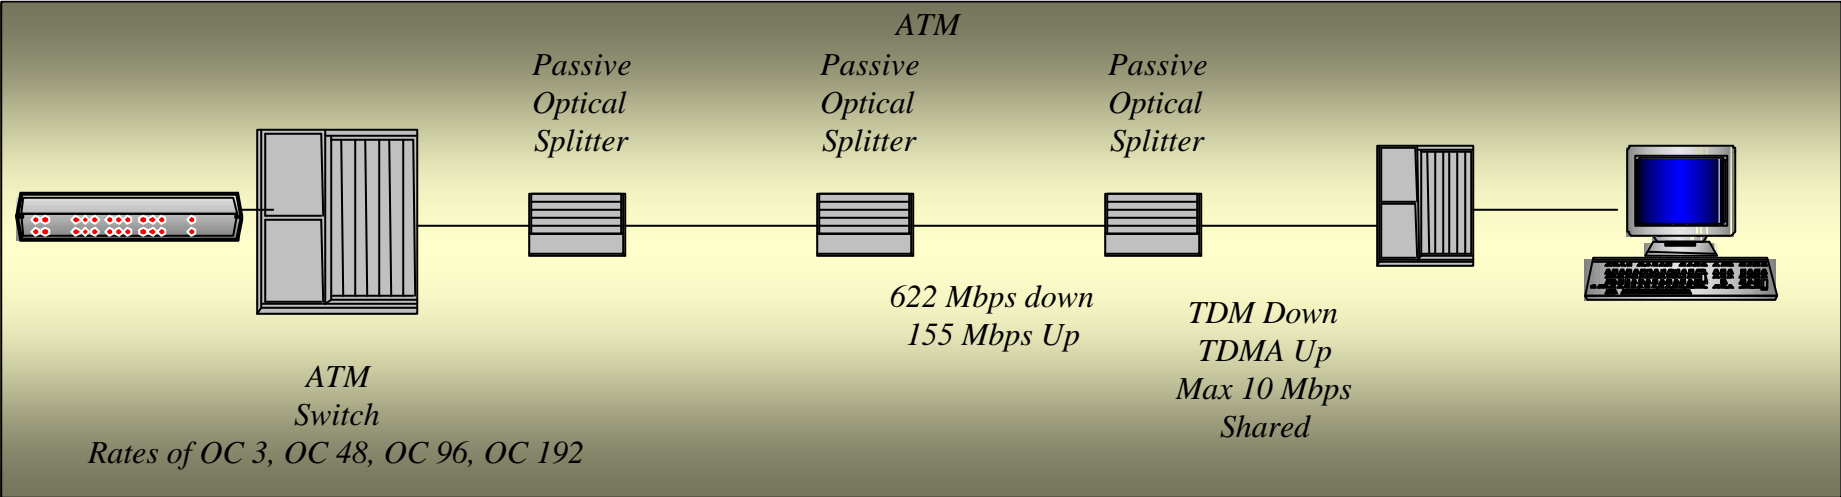 ATM
Passive
Optical
Splitter
Passive
Optical
Splitter
Passive
Optical
Splitter
622 Mbps down
155 Mbps Up
TDM Down
TDMA Up
Max 10 Mbps
Shared
ATM
Switch
Rates of OC 3, OC 48, OC 96, OC 192